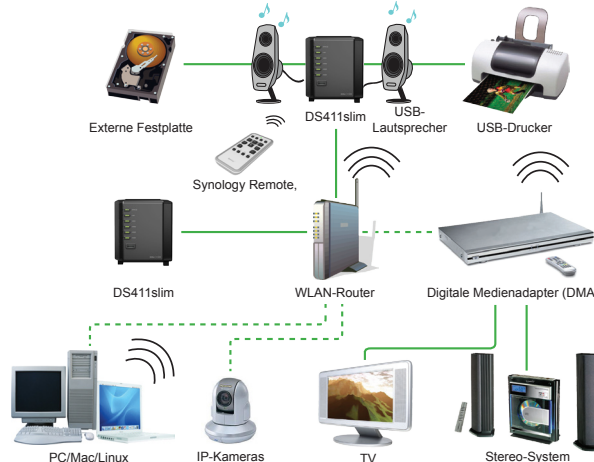 Externe Festplatte
DS411slim
USB-
Lautsprecher
USB-Drucker
Synology Remote,
DS411slim
WLAN-Router
Digitale Medienadapter (DMA
PC/Mac/Linux
IP-Kameras
TV
Stereo-System